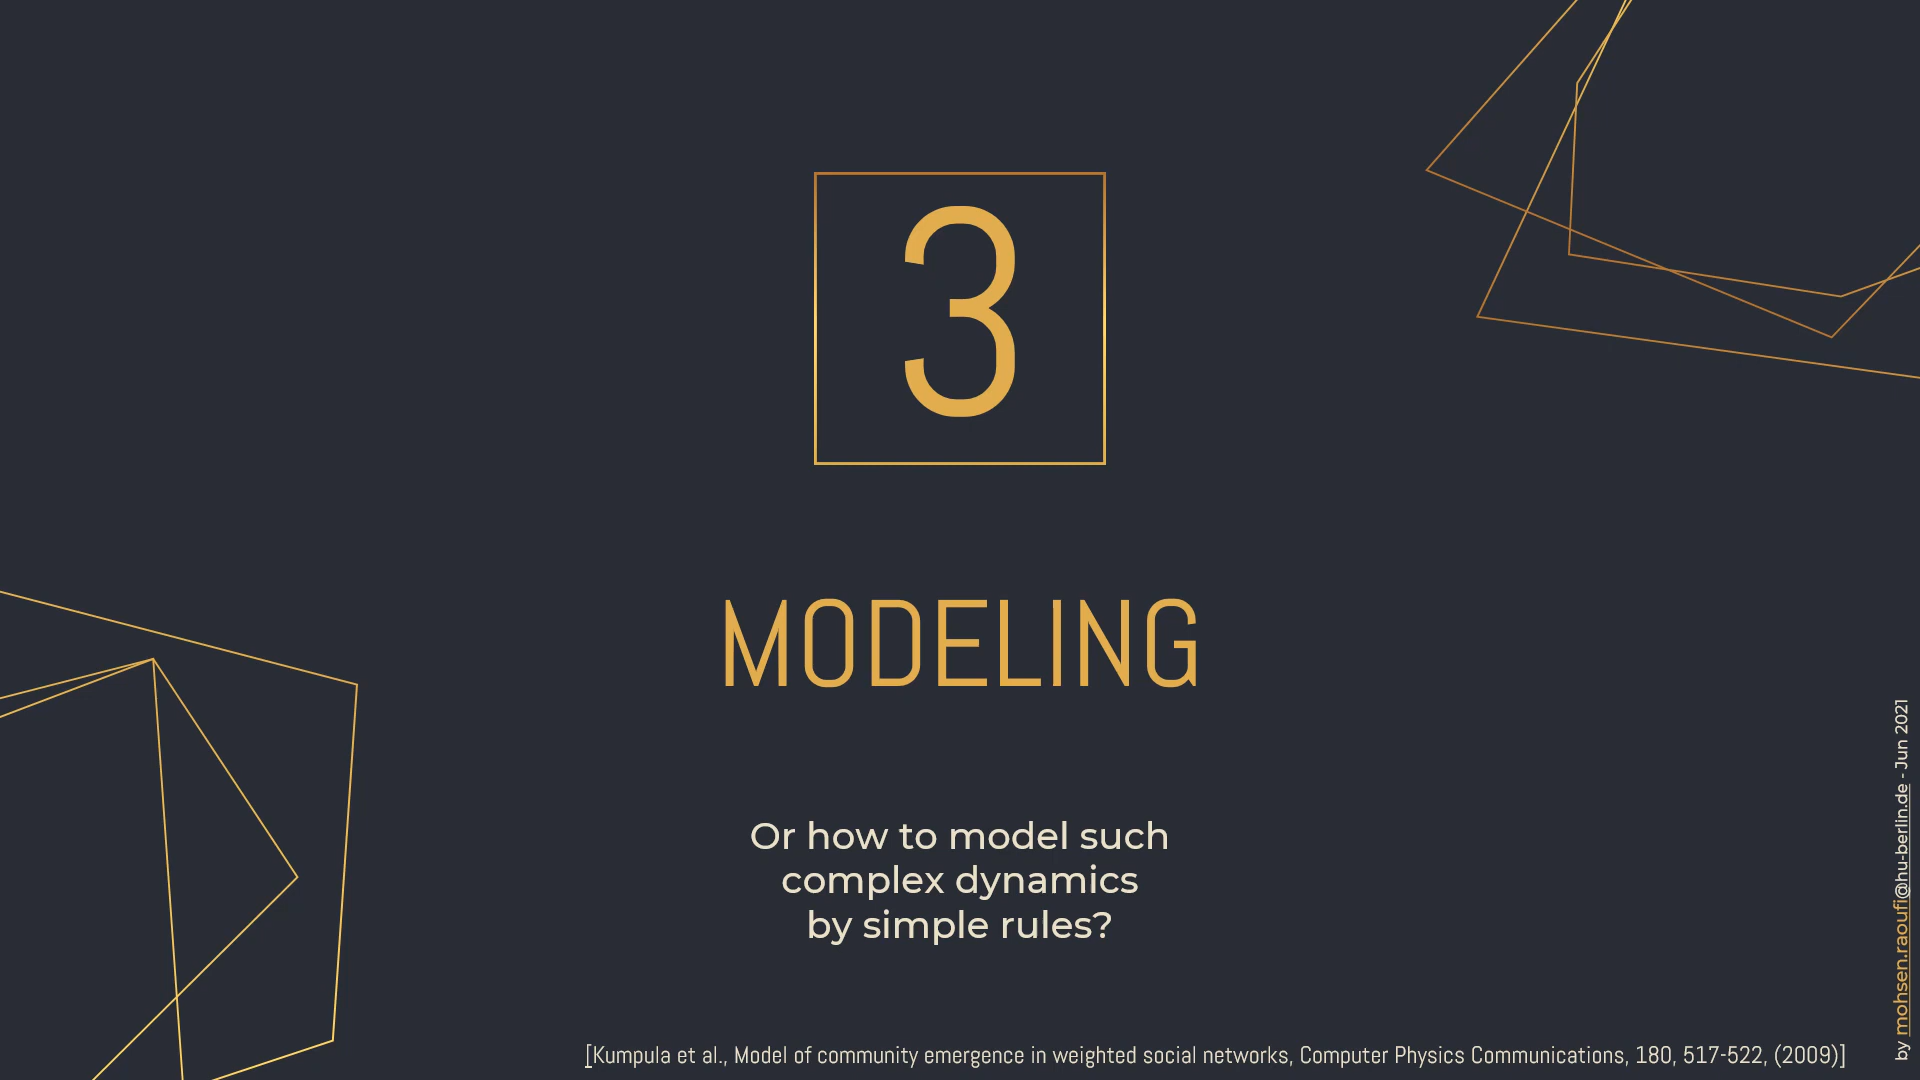 3
MODELING
Or how to model such
complex dynamics
by simple rules?
[Kumpula et al., Model of community emergence in weighted social networks, Computer Physics Communications, 180, 517-522, (2009)]
by mohsen.raoufi@hu-berlin.de - Jun 2021